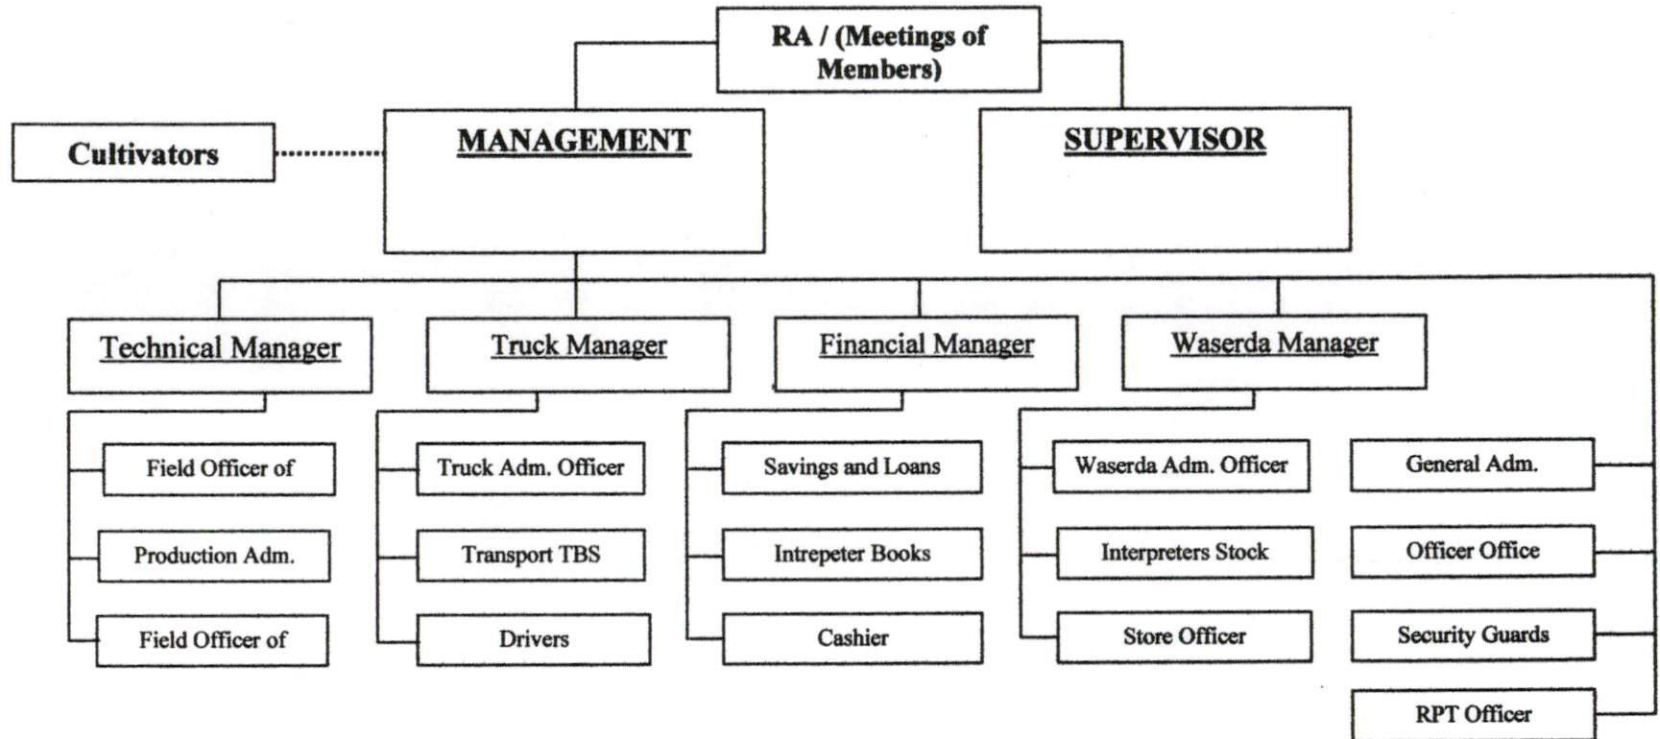 RA / (Meetings of
Members)
Cultivators
MANAGEMENT
SUPERVISOR
Technical Manager
Truck Manager
Financial Manager
Waserda Manager
Field Officer of
Truck Adm. Officer
Savings and Loans
Waserda Adm. Officer
General Adm.
Production Adm.
Transport TBS
Intrepeter Books
Interpreters Stock
Officer Office
Field Officer of
Drivers
Cashier
Store Officer
Security Guards
RPT Officer